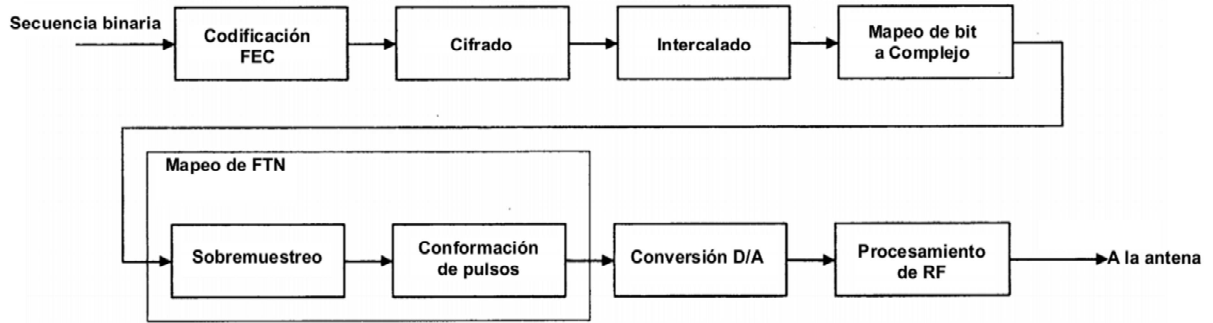 Secuencia binaria
Codificación
FEC
Cifrado
Intercalado
Mapeo de bit
a Complejo
Mapeo de FTN
Sobremuestreo
Conformación
de pulsos
Conversión D/A
Procesamiento
de RF
A la antena